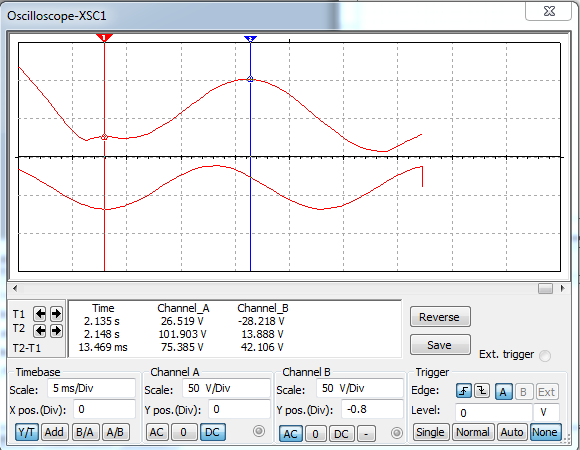 Oscilloscope-XSC1
1 2
T1 Time Channel_A Channel_B
T2 2.135 s 26.519 V -28.218 V
2.148 s 101.903 V 13.888 V
T2-T1 13.469 ms 75.385 V 42.106 V
Reverse
Save
Ext. trigger
Timebase
Scale: 5 ms/Div
X pos.(Div): 0
Y/T Add B/A A/B
Channel A
Scale: 50 V/Div
Y pos.(Div): 0
AC 0 DC
Channel B
Scale: 50 V/Div
Y pos.(Div): -0.8
AC 0 DC -
Trigger
Edge: A B Ext
Level: 0 V
Single Normal Auto None